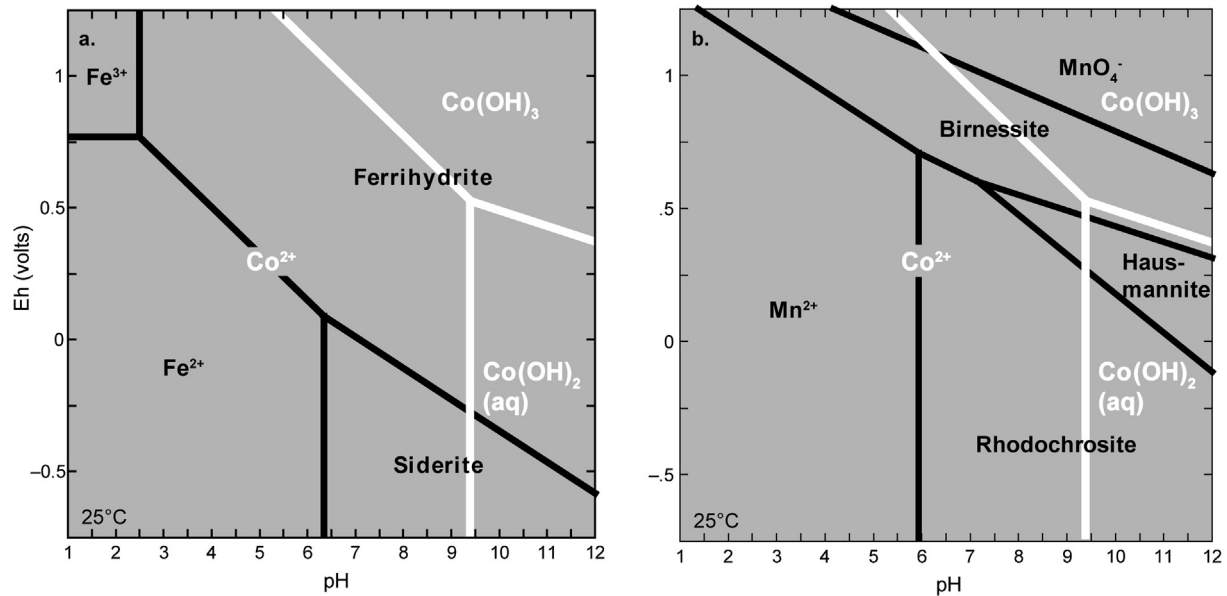 a.
Fe³⁺
Co(OH)₃
Ferrihydrite
Co²⁺
Fe²⁺
Co(OH)₂
(aq)
Siderite
25°C
1
0.5
0
–0.5
Eh (volts)
1 2 3 4 5 6 7 8 9 10 11 12
pH
b.
MnO₄⁻
Co(OH)₃
Birnessite
Co²⁺
Haus-
mannite
Mn²⁺
Co(OH)₂
(aq)
Rhodochrosite
25°C
1
.5
0
–.5
1 2 3 4 5 6 7 8 9 10 11 12
pH